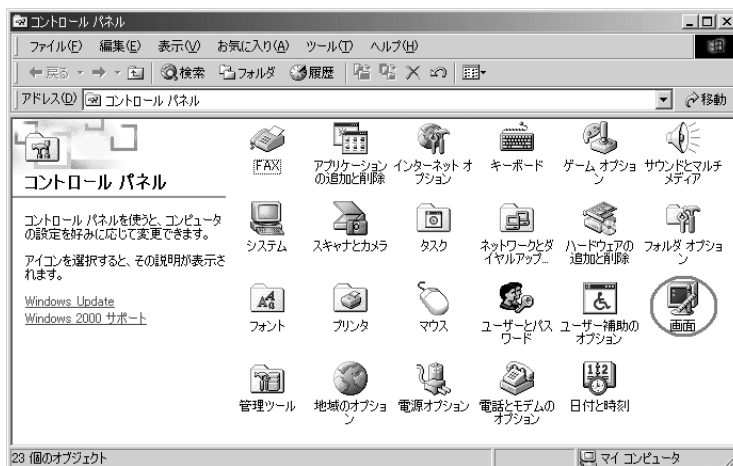 コントロール パネル
ファイル(F) 編集(E) 表示(V) お気に入り(A) ツール(T) ヘルプ(H)
戻る 検索 フォルダ 履歴
アドレス(D) コントロール パネル 移動
コントロール パネル
コントロール パネルを使うと、コンピュータ
の設定を好みに応じて変更できます。
アイコンを選択すると、その説明が表示さ
れます。
Windows Update
Windows 2000 サポート
FAX
アプリケーション
の追加と削除
インターネット オ
プション
キーボード
ゲーム オプショ
ン
サウンドとマルチ
メディア
システム
スキャナとカメラ
タスク
ネットワークとダ
イヤルアップ...
ハードウェアの
追加と削除
フォルダ オプショ
ン
フォント
プリンタ
マウス
ユーザーとパス
ワード
ユーザー補助の
オプション
画面
管理ツール
地域のオプショ
ン
電源オプション
電話とモデムの
オプション
日付と時刻
23 個のオブジェクト
マイ コンピュータ